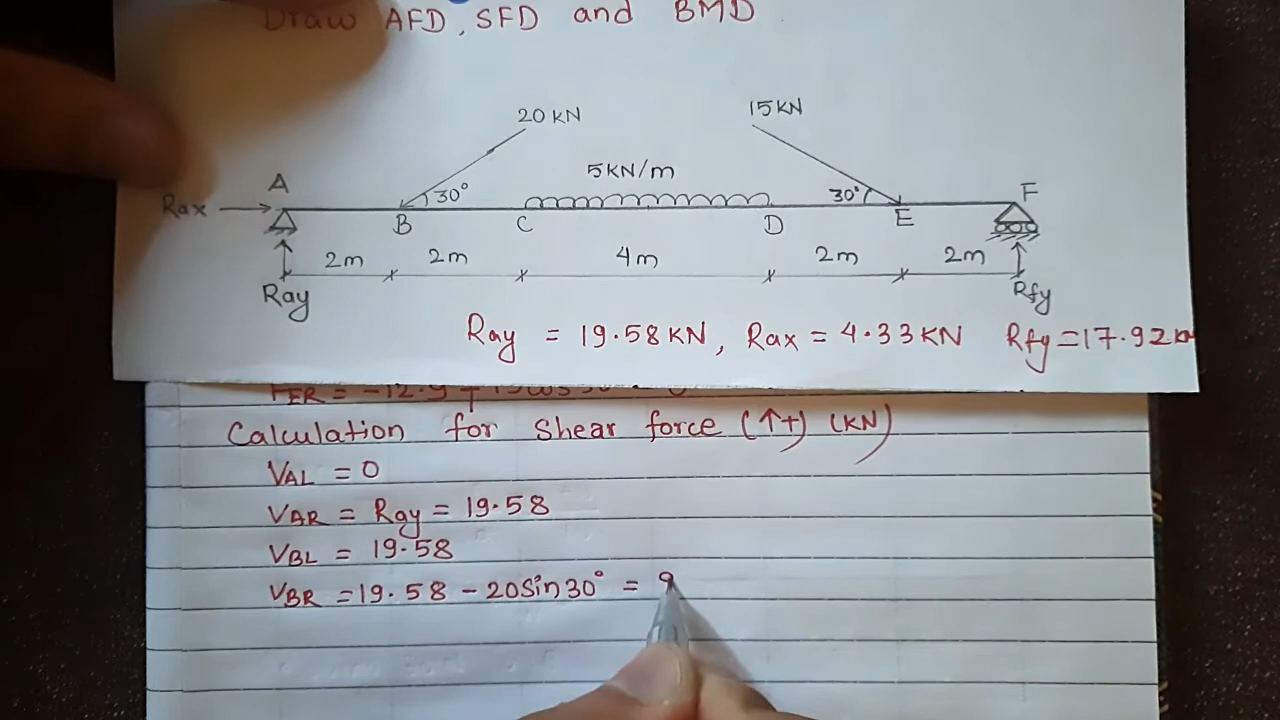 Draw AFD, SFD and BMD
20 KN 15 KN
5KN/m
A 30° 30° F
Rax B C D E
2m 2m 4m 2m 2m
Ray Rfy
Ray = 19.58KN, Rax = 4.33KN Rfy=17.92
Calculation for shear force (↑+) (KN)
VAL = 0
VAR = Ray = 19.58
VBL = 19.58
VBR = 19.58 - 20Sin30° = 9